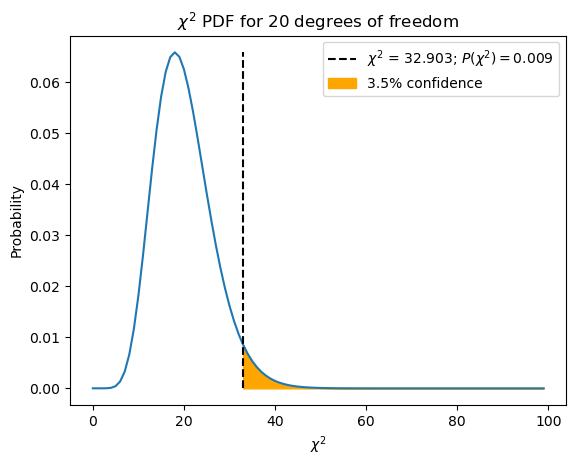 χ² PDF for 20 degrees of freedom
χ² = 32.903; P(χ²) = 0.009
3.5% confidence
Probability
0.06
0.05
0.04
0.03
0.02
0.01
0.00
0 20 40 60 80 100
χ²